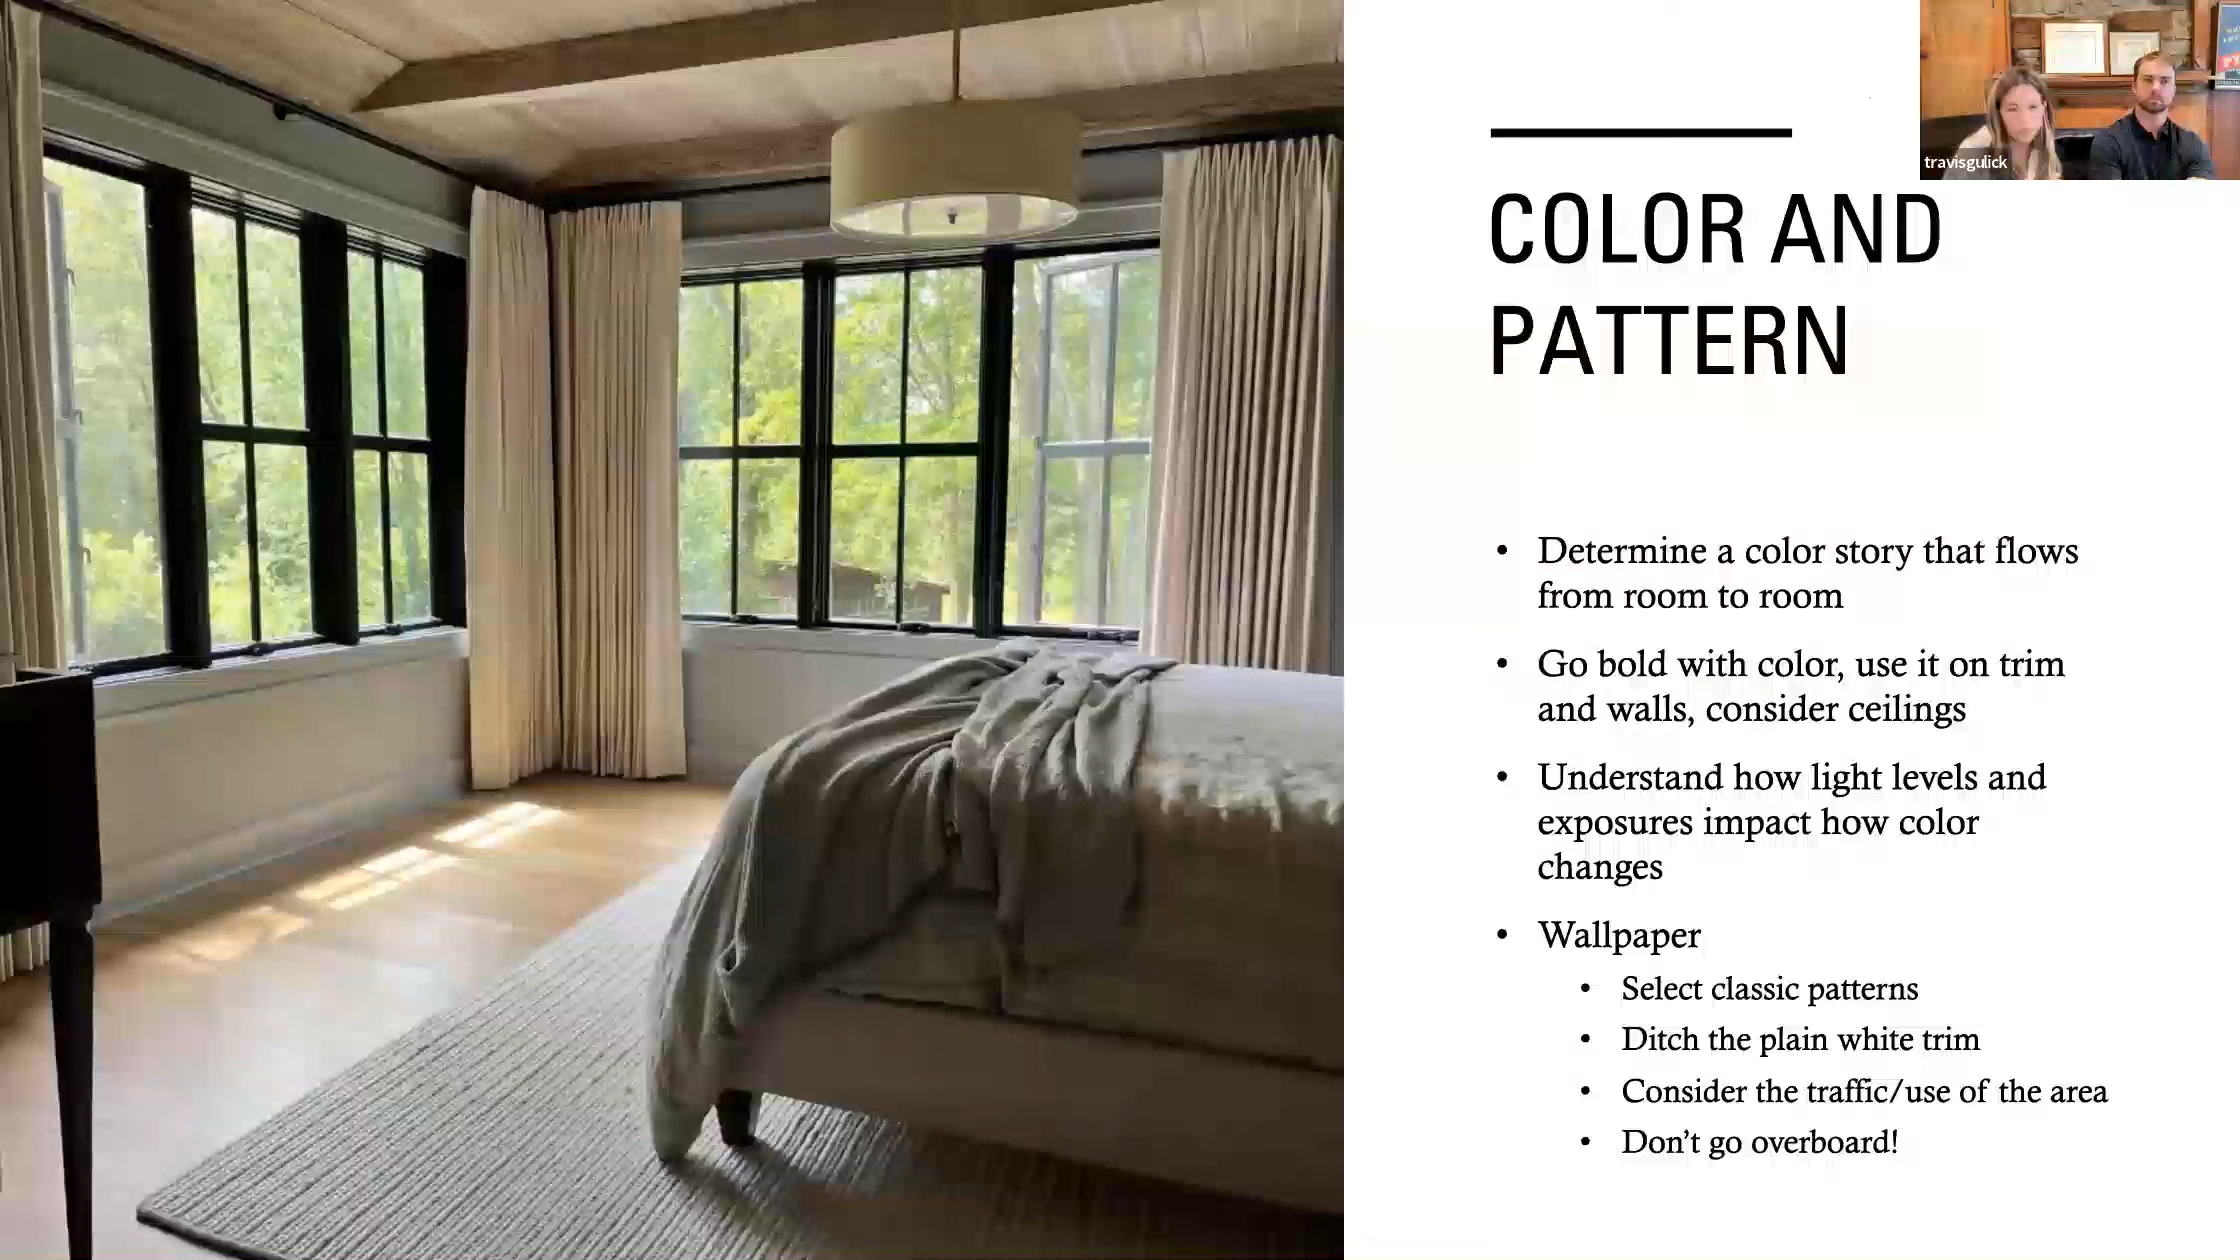 travisgulick
COLOR AND
PATTERN
• Determine a color story that flows
from room to room
• Go bold with color, use it on trim
and walls, consider ceilings
• Understand how light levels and
exposures impact how color
changes
• Wallpaper
• Select classic patterns
• Ditch the plain white trim
• Consider the traffic/use of the area
• Don’t go overboard!